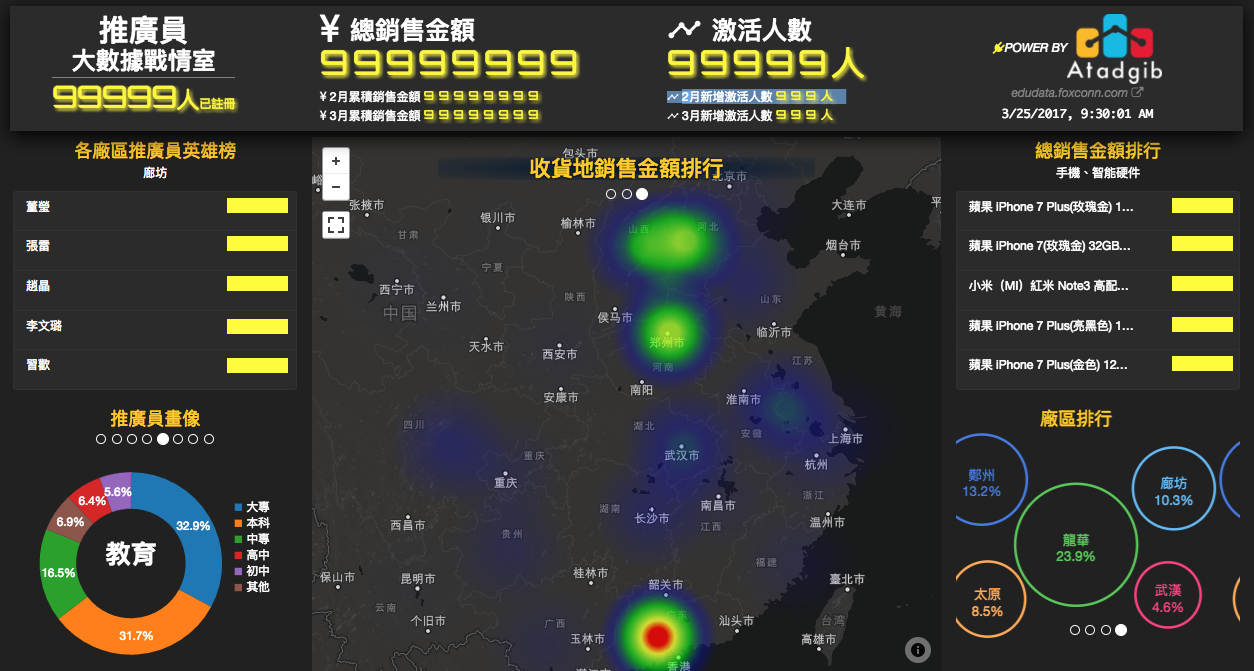 推廣員
大數據戰情室
99999人已註冊
¥ 總銷售金額
99999999
¥ 2月累積銷售金額 99999999
¥ 3月累積銷售金額 99999999
激活人數
99999人
2月新增激活人數 999人
3月新增激活人數 999人
POWER BY
Atadgib
edudata.foxconn.com
3/25/2017, 9:30:01 AM
各廠區推廣員英雄榜
廊坊
董瑩
張雷
趙晶
李文璐
習歡
推廣員畫像
教育
32.9%
31.7%
16.5%
6.9%
6.4%
5.6%
大專
本科
中專
高中
初中
其他
收貨地銷售金額排行
+
−
包头市
北京市
张掖市
银川市
榆林市
山西
河北
大连市
甘肃
烟台市
宁夏
西宁市
兰州市
陕西
山东
中国
侯马市
黄海
临沂市
天水市
西安市
郑州市
江苏
河南
南阳
安康市
淮南市
四川
湖北
安徽
上海市
武汉市
重庆
杭州
重庆
浙江
湖南
南昌市
长沙市
江西
温州市
西昌市
贵州
福建
保山市
昆明市
桂林市
韶关市
臺北市
云南
个旧市
广西
广东
汕头市
台湾
玉林市
高雄市
香港
湛江市
總銷售金額排行
手機、智能硬件
蘋果 iPhone 7 Plus(玫瑰金) 1...
蘋果 iPhone 7(玫瑰金) 32GB...
小米（MI）紅米 Note3 高配...
蘋果 iPhone 7 Plus(亮黑色) 1...
蘋果 iPhone 7 Plus(金色) 12...
廠區排行
鄭州
13.2%
廊坊
10.3%
龍華
23.9%
太原
8.5%
武漢
4.6%